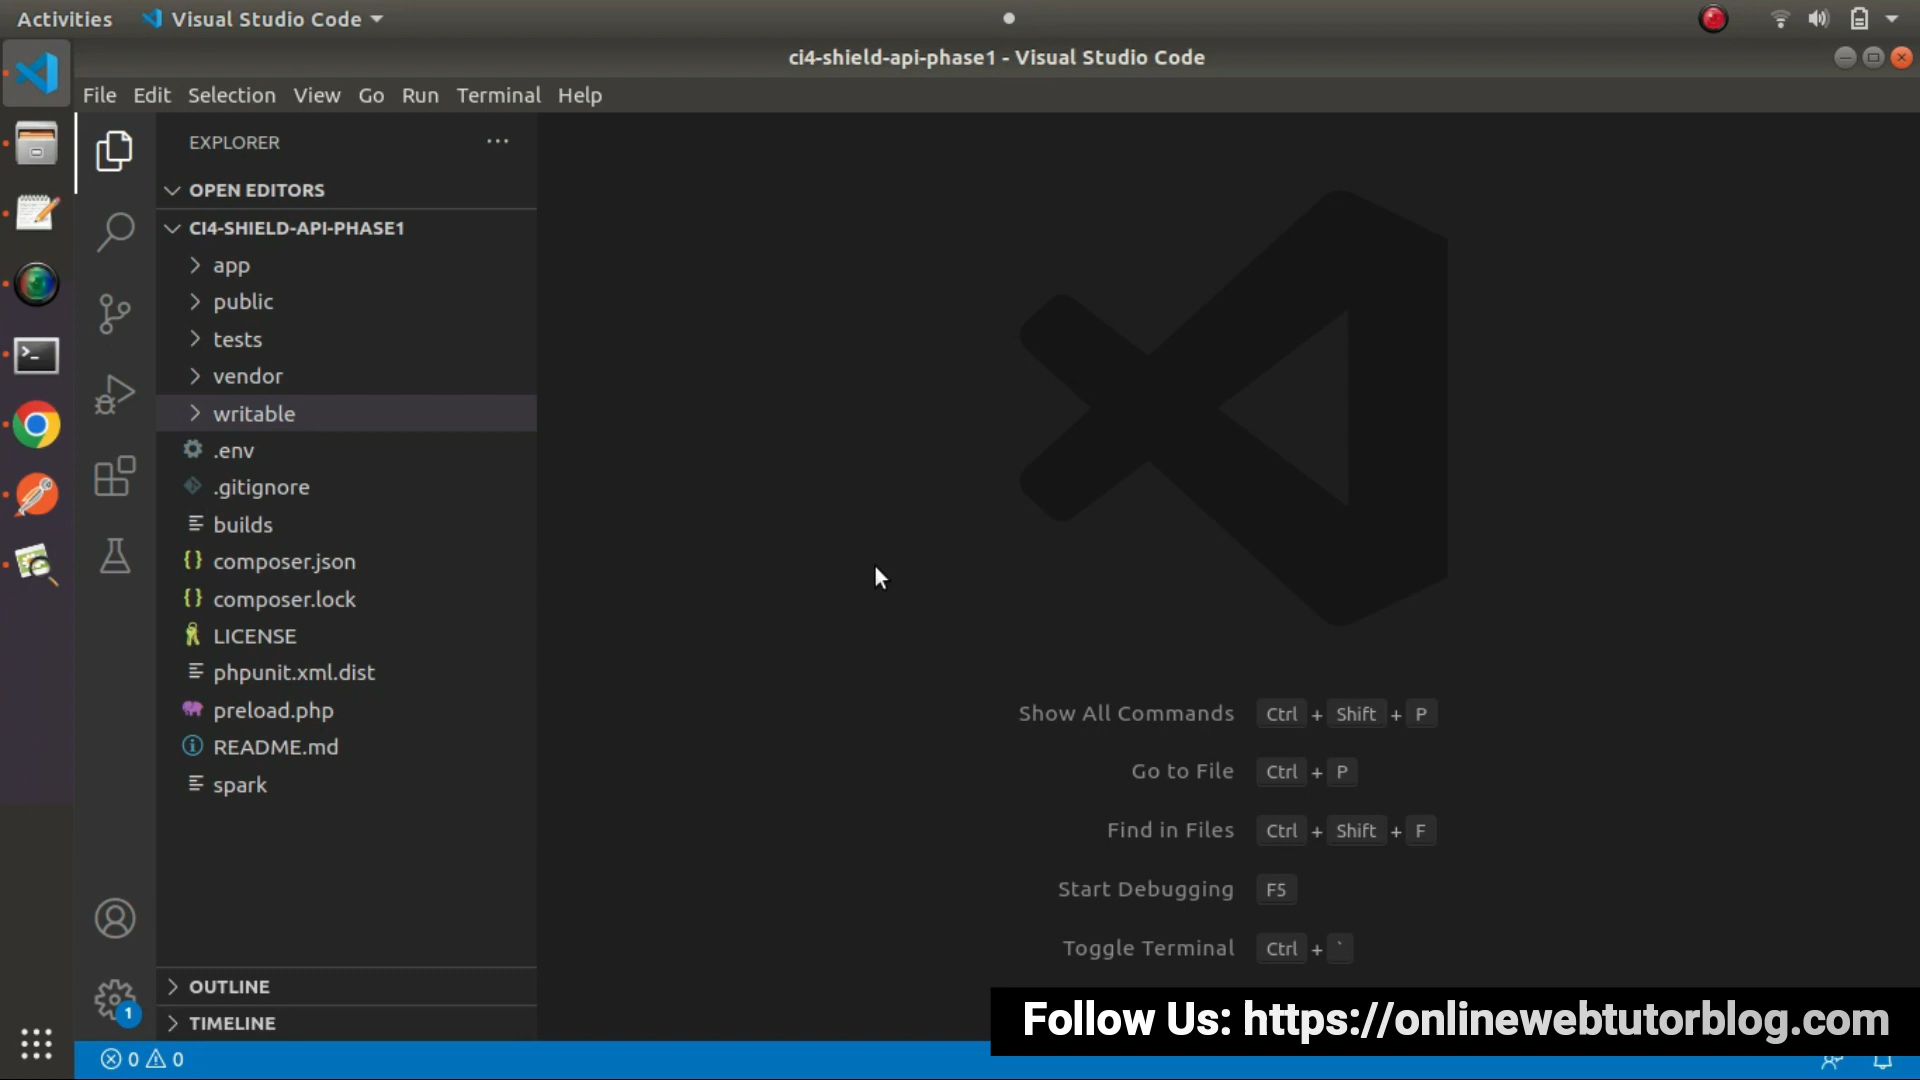 Activities Visual Studio Code
ci4-shield-api-phase1 - Visual Studio Code
File Edit Selection View Go Run Terminal Help
EXPLORER
OPEN EDITORS
CI4-SHIELD-API-PHASE1
app
public
tests
vendor
writable
.env
.gitignore
builds
composer.json
composer.lock
LICENSE
phpunit.xml.dist
preload.php
README.md
spark
Show All Commands Ctrl + Shift + P
Go to File Ctrl + P
Find in Files Ctrl + Shift + F
Start Debugging F5
Toggle Terminal Ctrl + `
OUTLINE
TIMELINE
1
Follow Us: https://onlinewebtutorblog.com
0 0